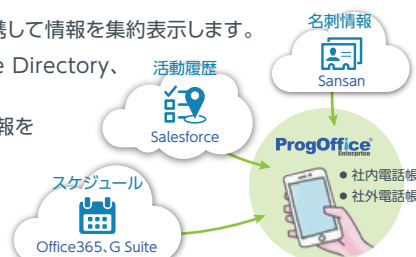 携して情報を集約表示します。
e Directory、
報を
名刺情報
Sansan
活動履歴
Salesforce
スケジュール
Office365、G Suite
ProgOffice®
Enterprise
● 社内電話帳
● 社外電話帳